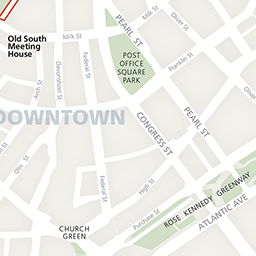 PEARL ST
Oliver St
Milk St
Oliver St
Old South
Meeting
House
POST
OFFICE
SQUARE
PARK
Franklin St
Devonshire St
Federal St
Arch St
DOWNTOWN
CONGRESS ST
PEARL ST
Otis St
Federal St
High St
ROSE KENNEDY GREENWAY
ATLANTIC AVE
Purchase St
CHURCH
GREEN